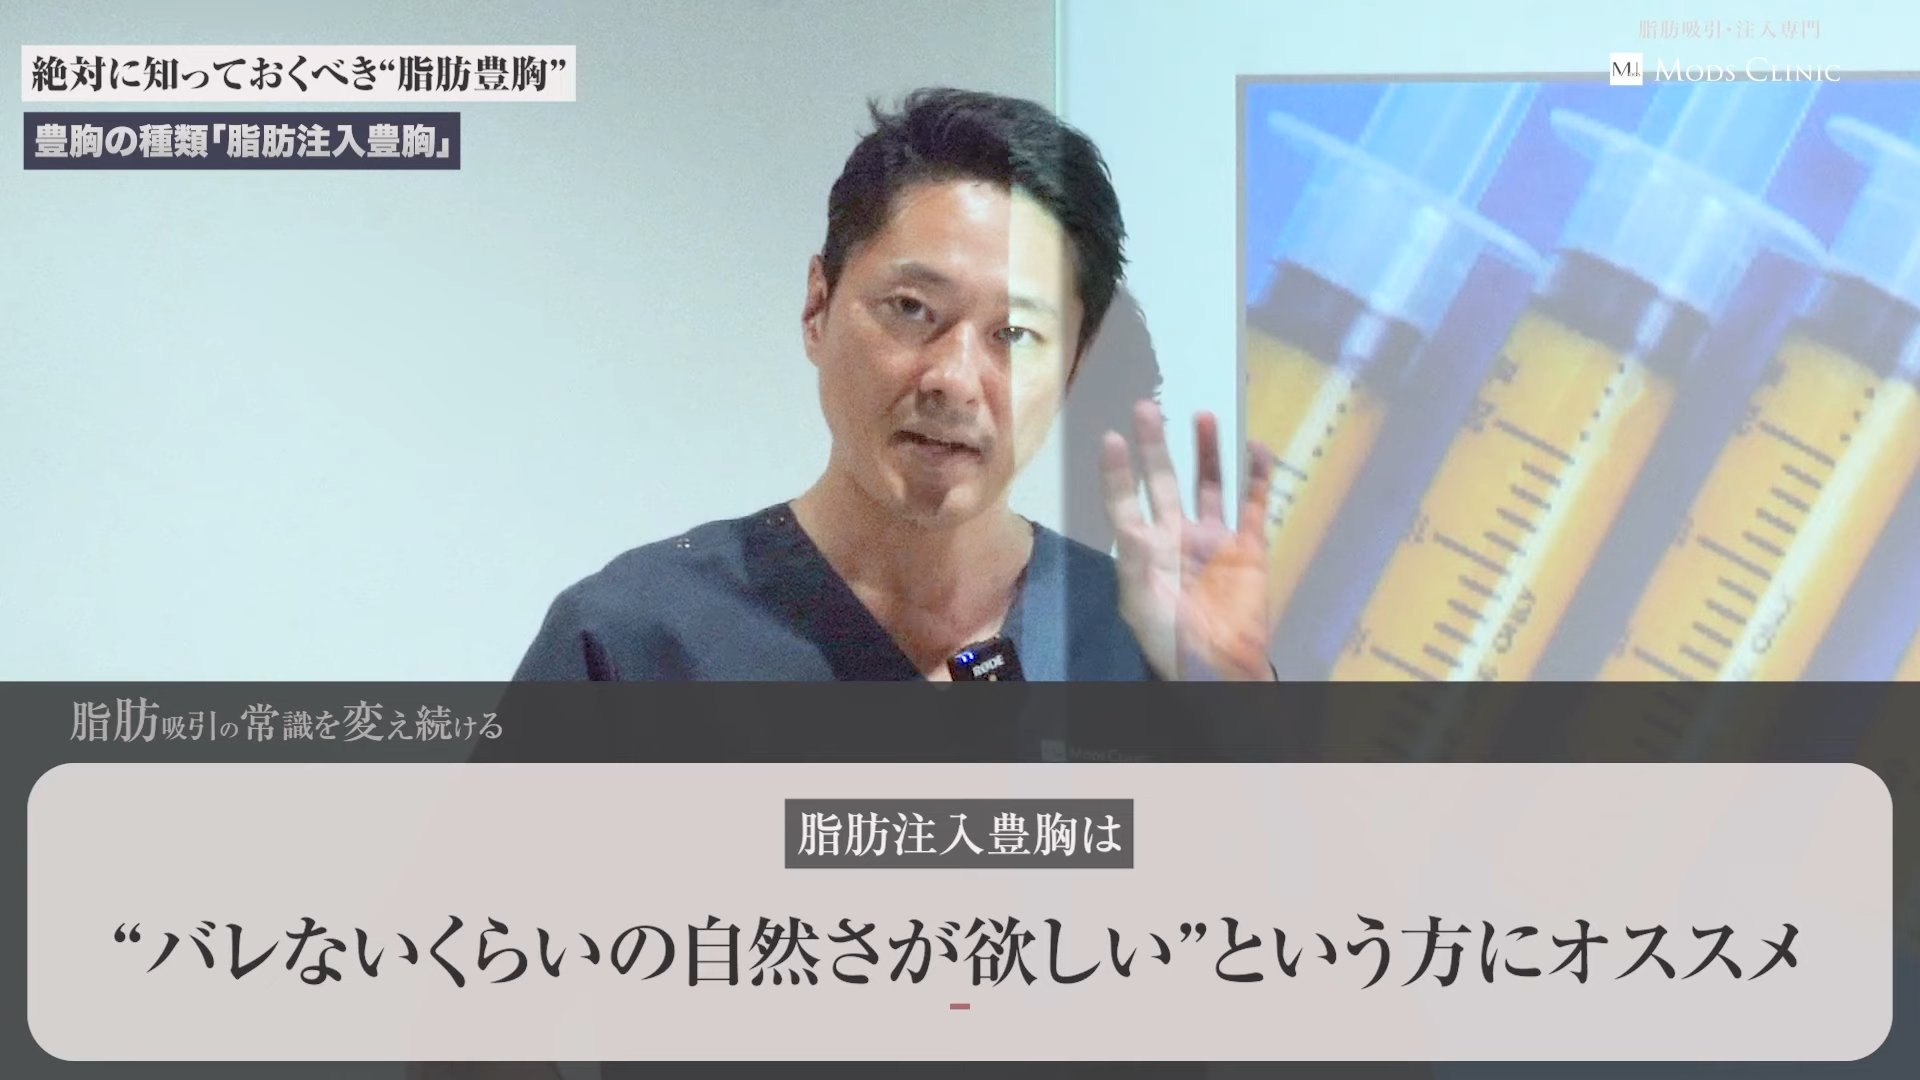 絶対に知っておくべき“脂肪豊胸”
豊胸の種類「脂肪注入豊胸」
脂肪吸引・注入専門
MODS CLINIC
RØDE
ONLY
脂肪吸引の常識を変え続ける
脂肪注入豊胸は
“バレないくらいの自然さが欲しい”という方にオススメ